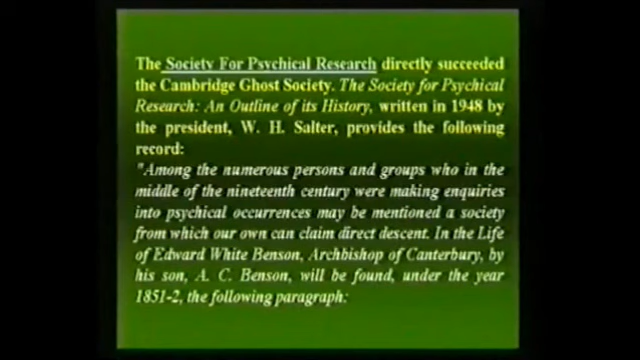 The Society For Psychical Research directly succeeded
the Cambridge Ghost Society. The Society for Psychical
Research: An Outline of its History, written in 1948 by
the president, W. H. Salter, provides the following
record:
"Among the numerous persons and groups who in the
middle of the nineteenth century were making enquiries
into psychical occurrences may be mentioned a society
from which our own can claim direct descent. In the Life
of Edward White Benson, Archbishop of Canterbury, by
his son, A. C. Benson, will be found, under the year
1851-2, the following paragraph: